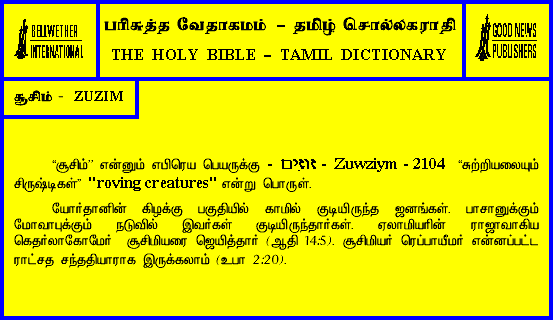 BELLWETHER
INTERNATIONAL
பரிசுத்த வேதாகமம் – தமிழ் சொல்லகராதி
THE HOLY BIBLE – TAMIL DICTIONARY
GOOD NEWS
PUBLISHERS
சூசிம் - ZUZIM
“சூசிம்” என்னும் எபிரெய பெயருக்கு - זוּזִים - Zuwziym - 2104 “சுற்றியலையும்
சிருஷ்டிகள்” "roving creatures" என்று பொருள்.
யோர்தானின் கிழக்கு பகுதியில் காமில் குடியிருந்த ஜனங்கள். பாசானுக்கும்
மோவாபுக்கும் நடுவில் இவர்கள் குடியிருந்தார்கள். ஏலாமியரின் ராஜாவாகிய
கெதர்லாகோமேர் சூசிமியரை ஜெயித்தார் (ஆதி 14:5). சூசிமியர் ரெப்பாயீமர் என்னப்பட்ட
ராட்சத சந்ததியாராக இருக்கலாம் (உபா 2:20).